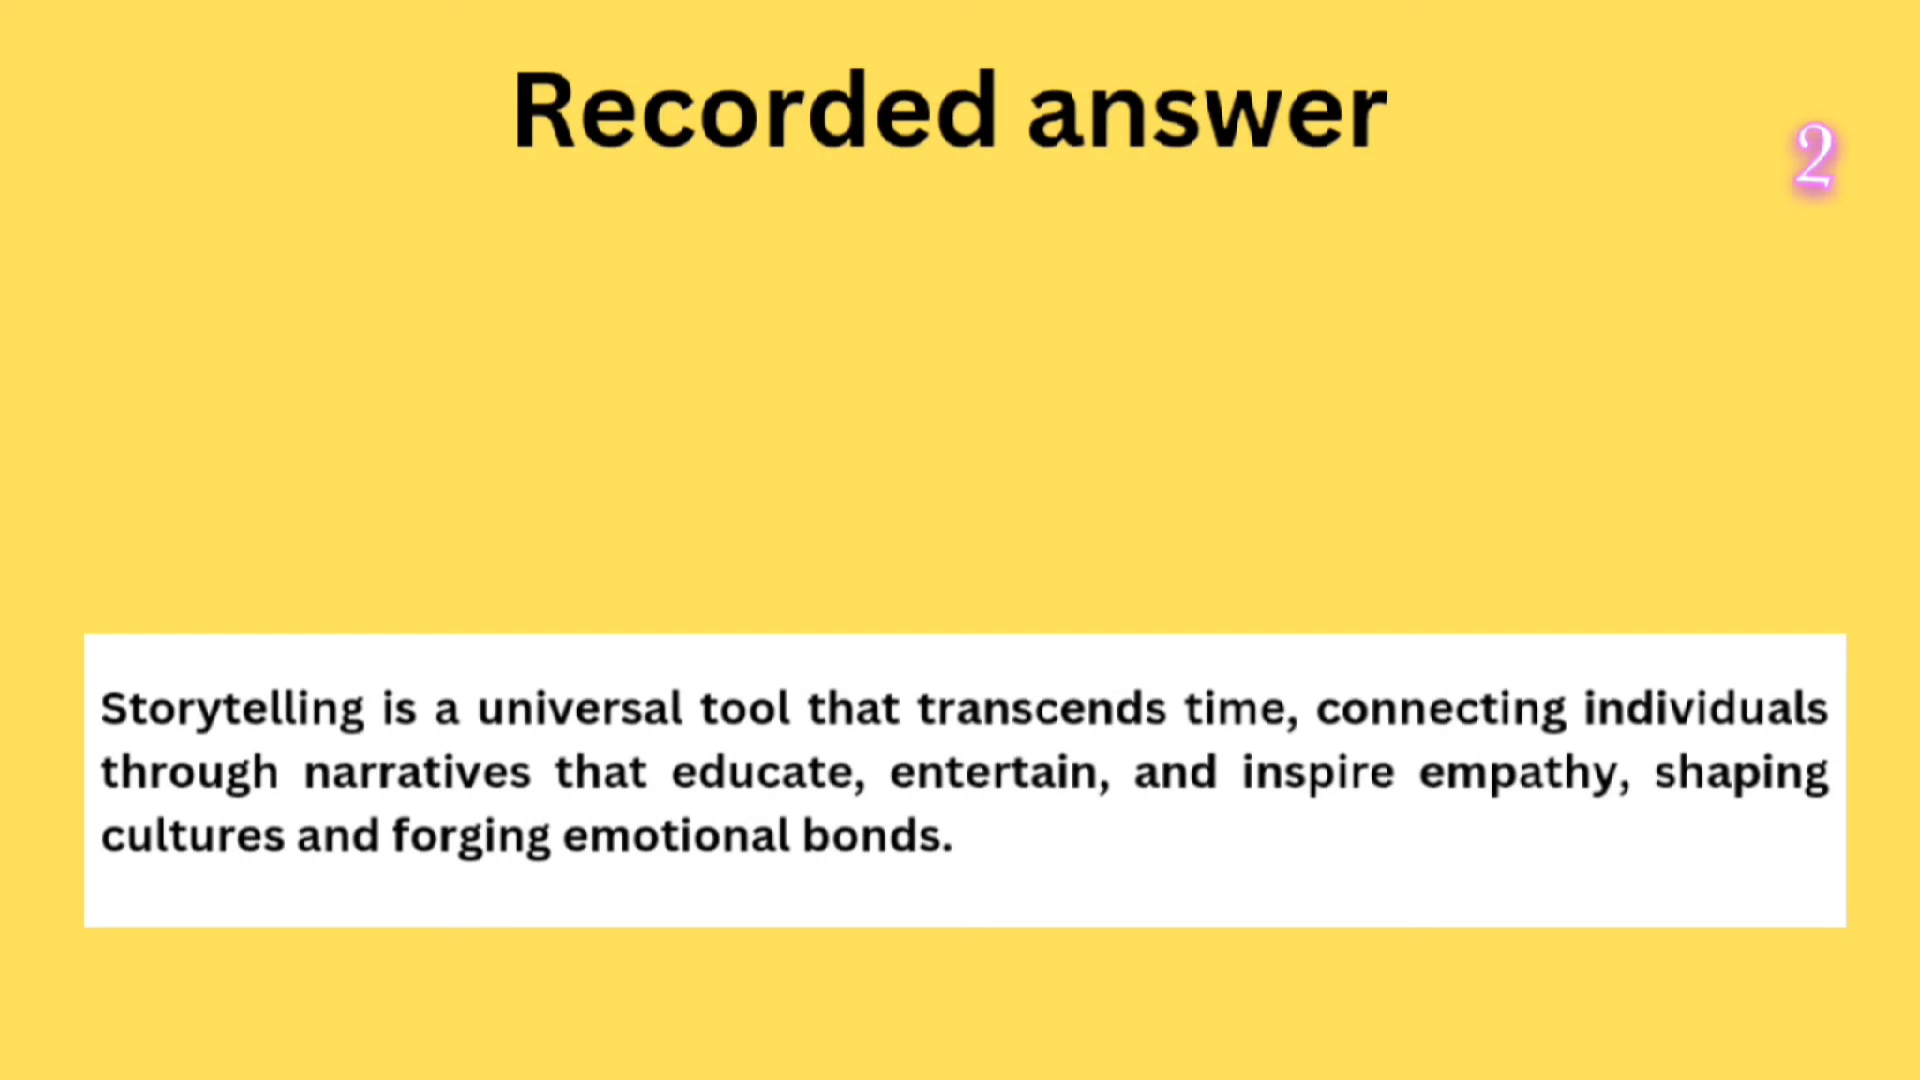 Recorded answer
2
Storytelling is a universal tool that transcends time, connecting individuals
through narratives that educate, entertain, and inspire empathy, shaping
cultures and forging emotional bonds.